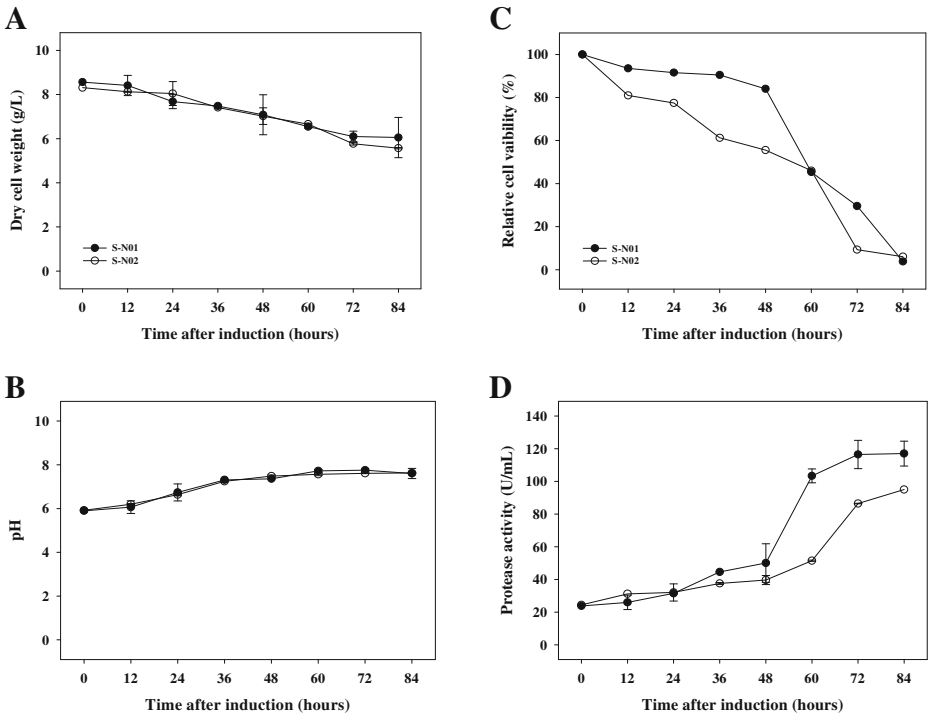 A
Dry cell weight (g/L)
10
8
6
4
2
0
S-N01
S-N02
0 12 24 36 48 60 72 84
Time after induction (hours)
C
Relative cell vaibility (%)
100
80
60
40
20
0
S-N01
S-N02
0 12 24 36 48 60 72 84
Time after induction (hours)
B
pH
10
8
6
4
2
0
0 12 24 36 48 60 72 84
Time after induction (hours)
D
Protease activity (U/mL)
140
120
100
80
60
40
20
0
0 12 24 36 48 60 72 84
Time after induction (hours)